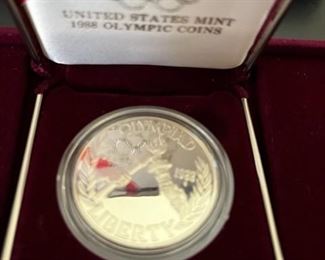 UNITED STATES MINT
1988 OLYMPIC COINS
OLYMPIAD
1988
LIBERTY